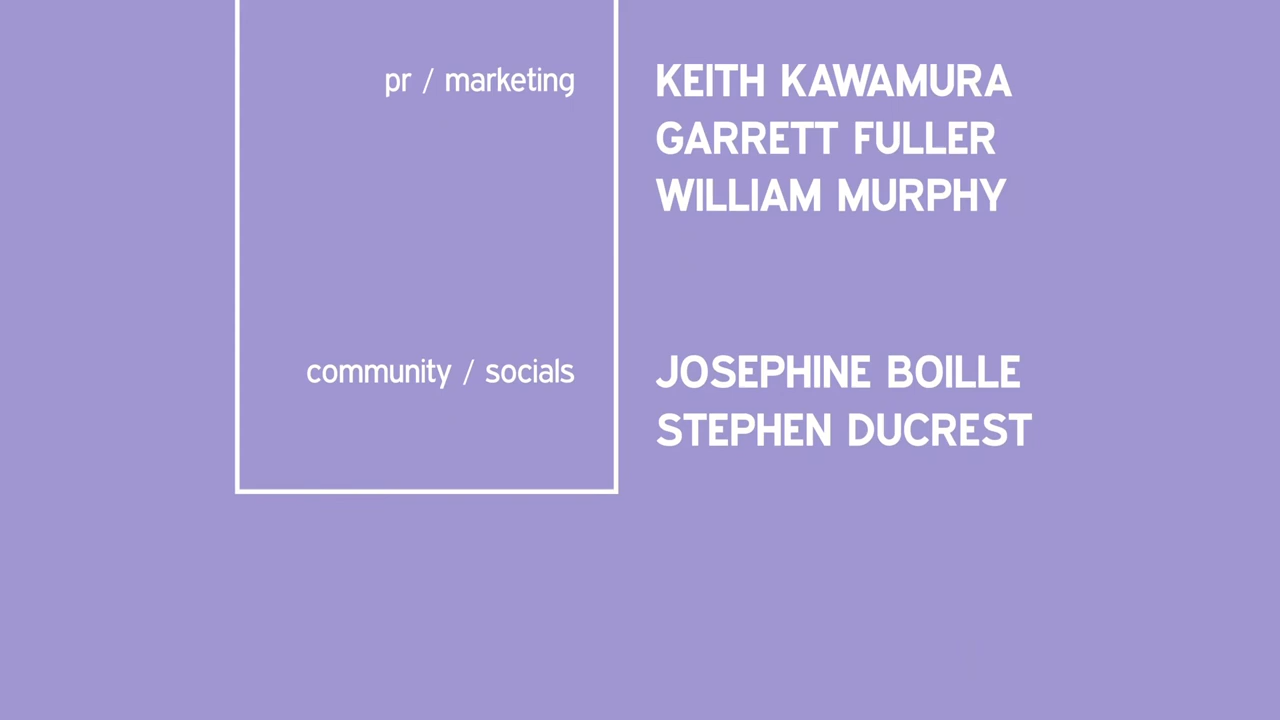 pr / marketing KEITH KAWAMURA
GARRETT FULLER
WILLIAM MURPHY
community / socials JOSEPHINE BOILLE
STEPHEN DUCREST